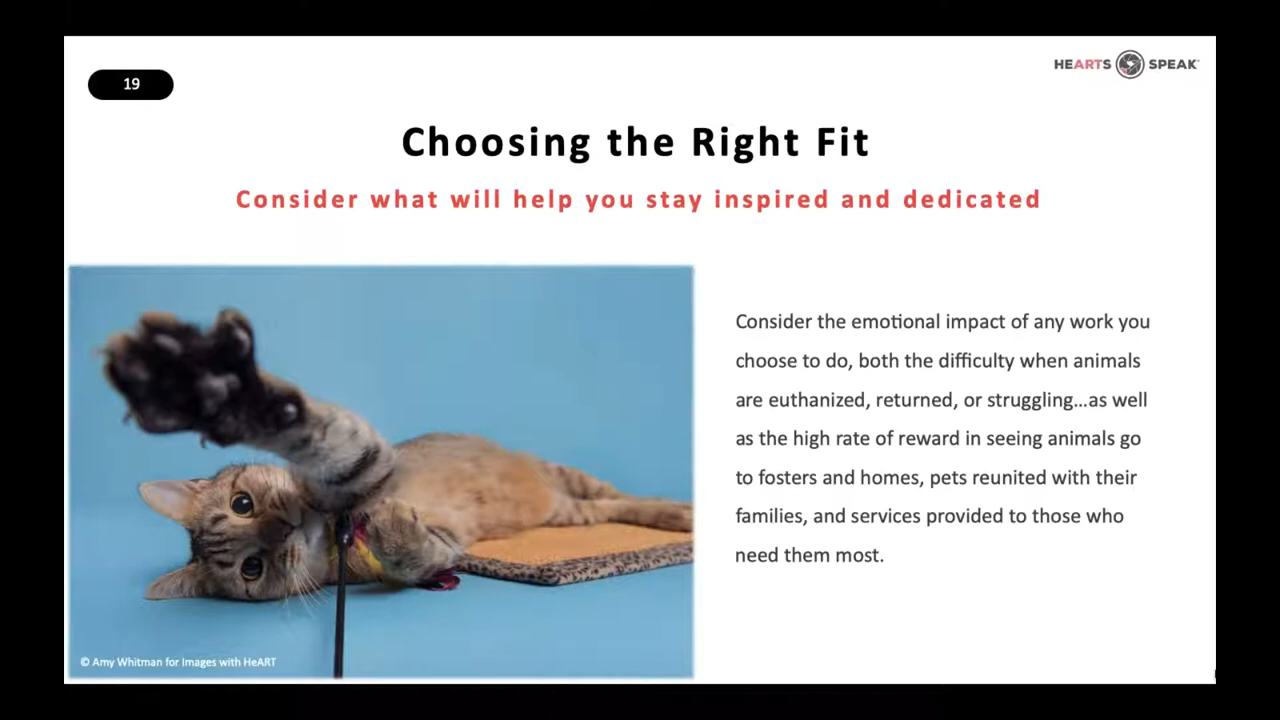 19
HEARTS SPEAK
Choosing the Right Fit
Consider what will help you stay inspired and dedicated
Consider the emotional impact of any work you
choose to do, both the difficulty when animals
are euthanized, returned, or struggling...as well
as the high rate of reward in seeing animals go
to fosters and homes, pets reunited with their
families, and services provided to those who
need them most.
© Amy Whitman for Images with HeART